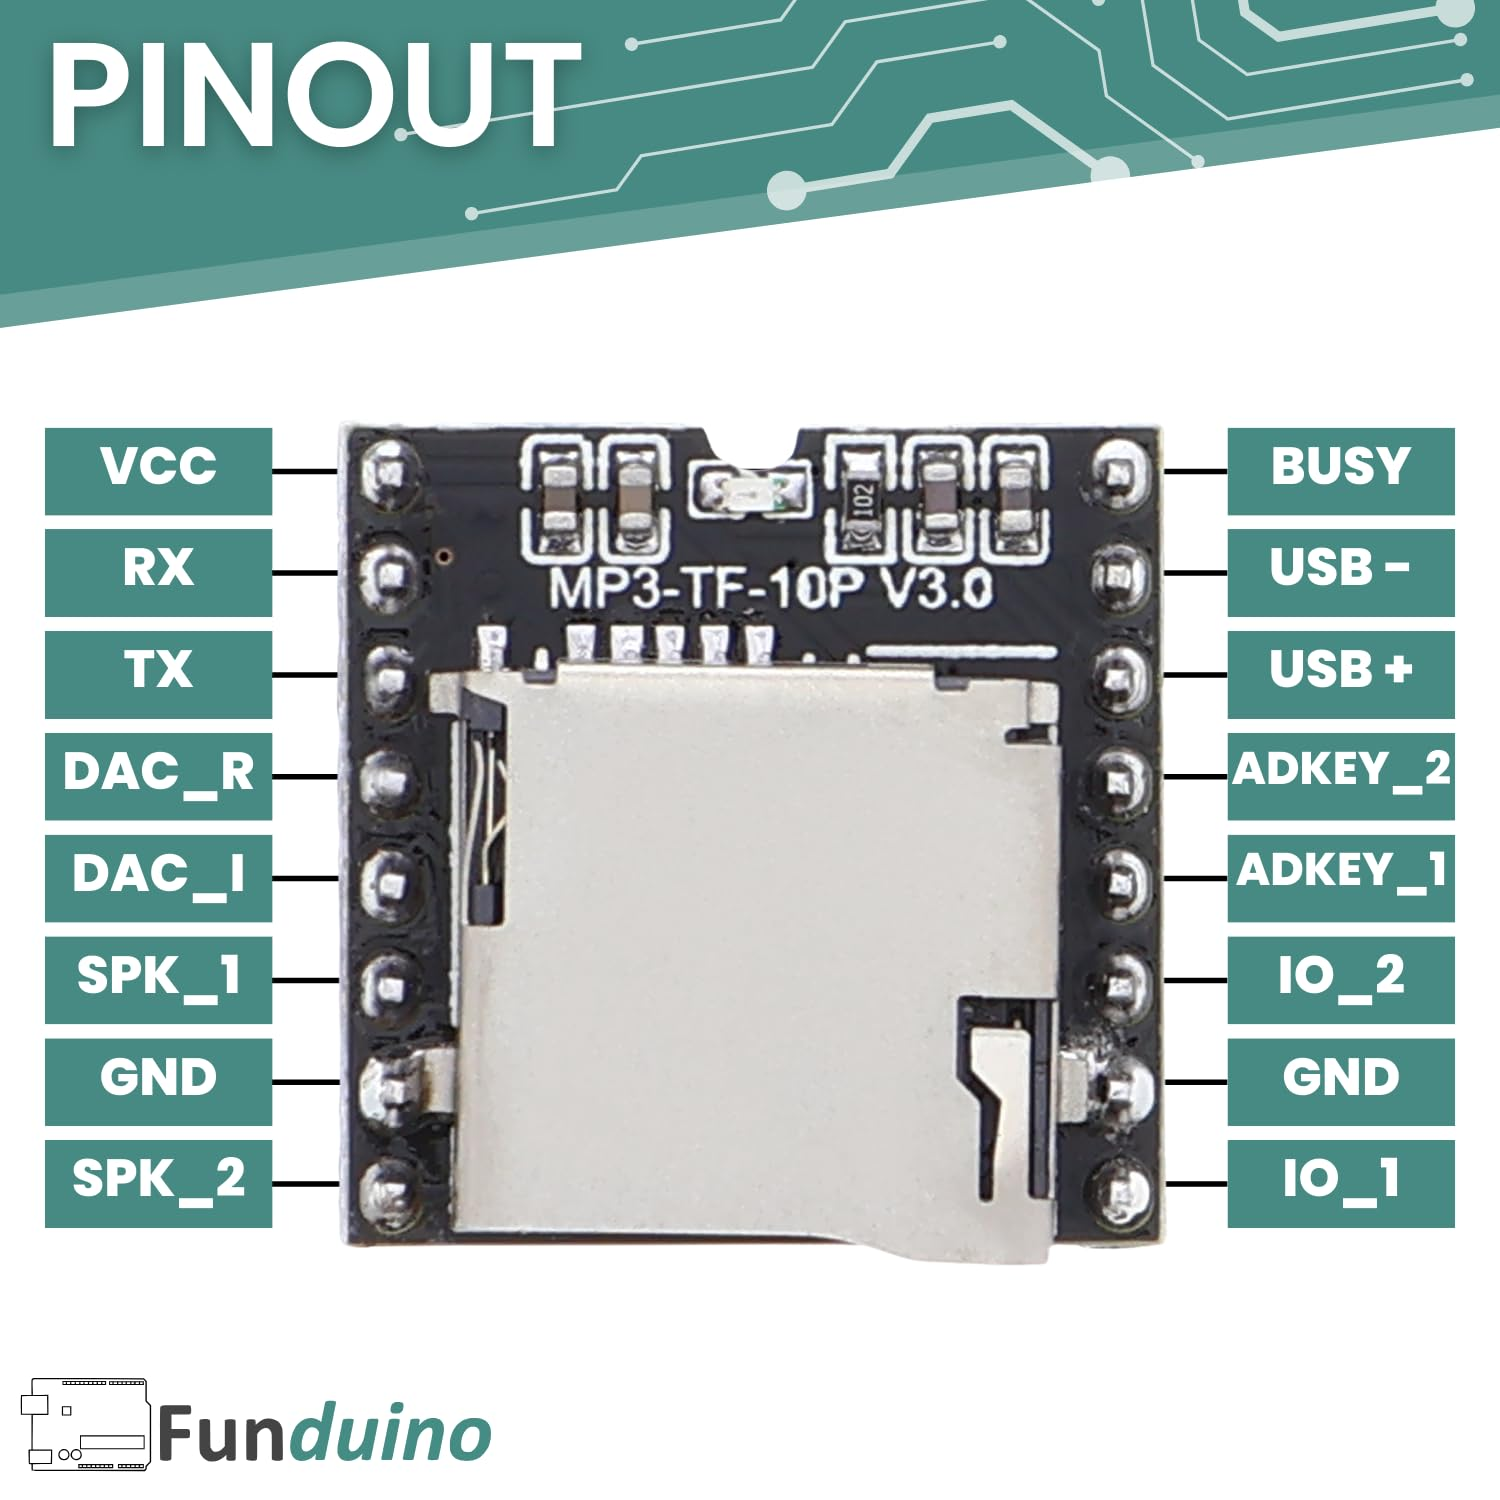 PINOUT
VCC
RX
TX
DAC_R
DAC_I
SPK_1
GND
SPK_2
102
MP3-TF-10P V3.0
BUSY
USB -
USB +
ADKEY_2
ADKEY_1
IO_2
GND
IO_1
Funduino